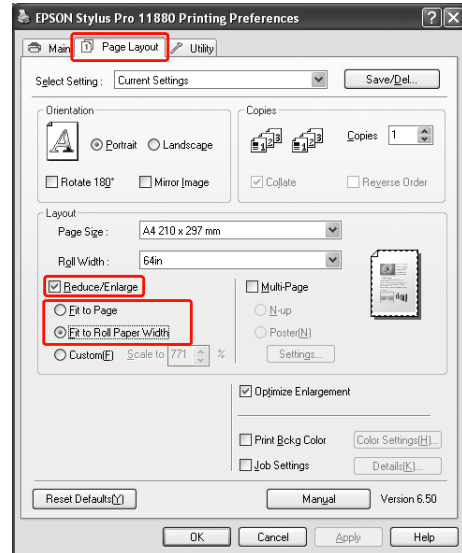 EPSON Stylus Pro 11880 Printing Preferences
Main Page Layout Utility
Select Setting : Current Settings Save/Del...
Orientation
Portrait Landscape
Rotate 180° Mirror Image
Copies
Copies 1
Collate Reverse Order
Layout
Page Size : A4 210 x 297 mm
Roll Width : 64in
Reduce/Enlarge
Fit to Page
Fit to Roll Paper Width
Custom(F) Scale to 771 %
Multi-Page
N-up
Poster(N)
Settings...
Optimize Enlargement
Print Bckg Color Color Settings(H)...
Job Settings Details(K)...
Reset Defaults(Y) Manual Version 6.50
OK Cancel Apply Help